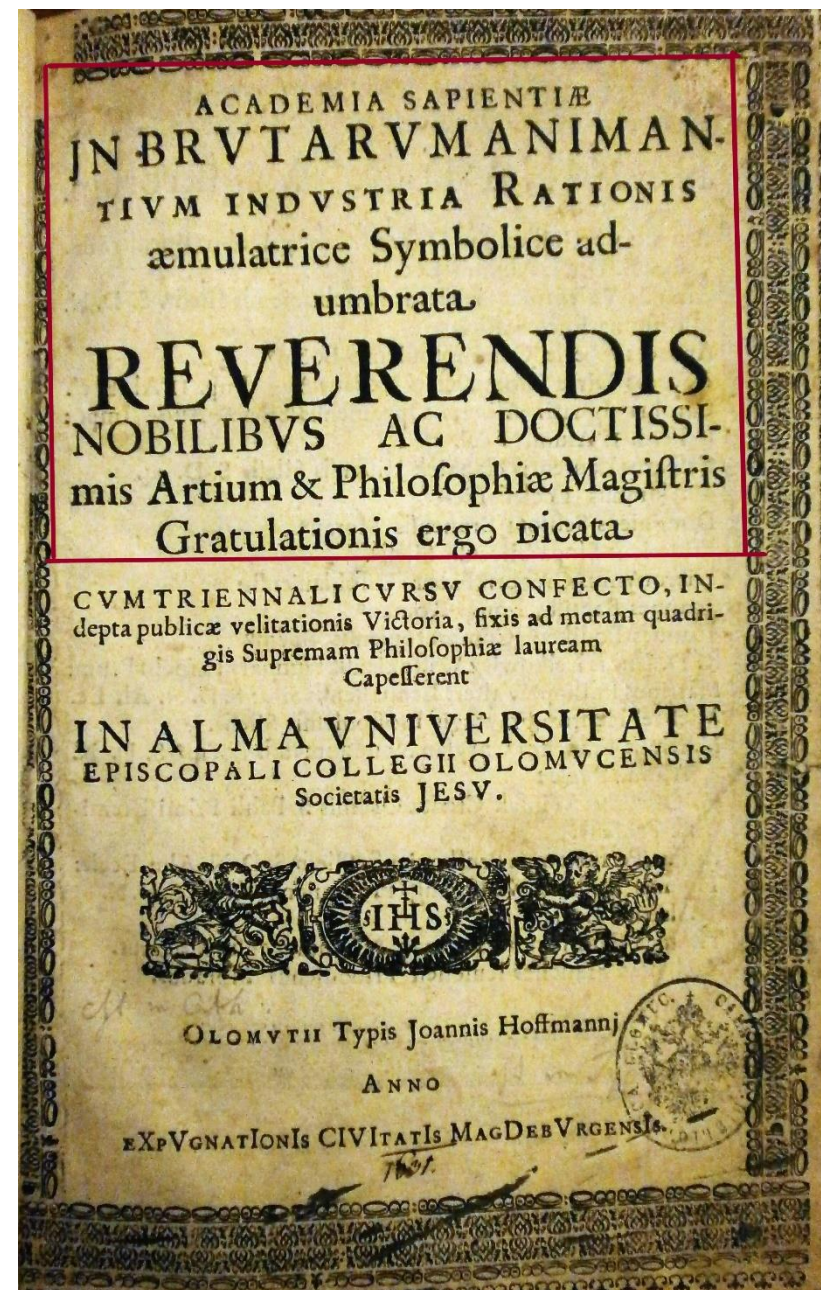 ACADEMIA SAPIENTIÆ
JN BRVTARVM ANIMAN-
TIVM INDVSTRIA RATIONIS
æmulatrice Symbolice ad-
umbrata
REVERENDIS
NOBILIBVS AC DOCTISSI-
mis Artium & Philoſophiæ Magiſtris
Gratulationis ergo Dicata
CVM TRIENNALI CVRSV CONFECTO, IN-
depta publicæ velitationis Victoria, fixis ad metam quadri-
gis Supremam Philoſophiæ lauream
Capeſſerent
IN ALMA VNIVERSITATE
EPISCOPALI COLLEGII OLOMVCENSIS
Societatis JESV.
IHS
OLOMVTII Typis Joannis Hoffmannj
ANNO
EXPVGNATIONIS CIVITATIS MAGDEBVRGENSIS.
1631.